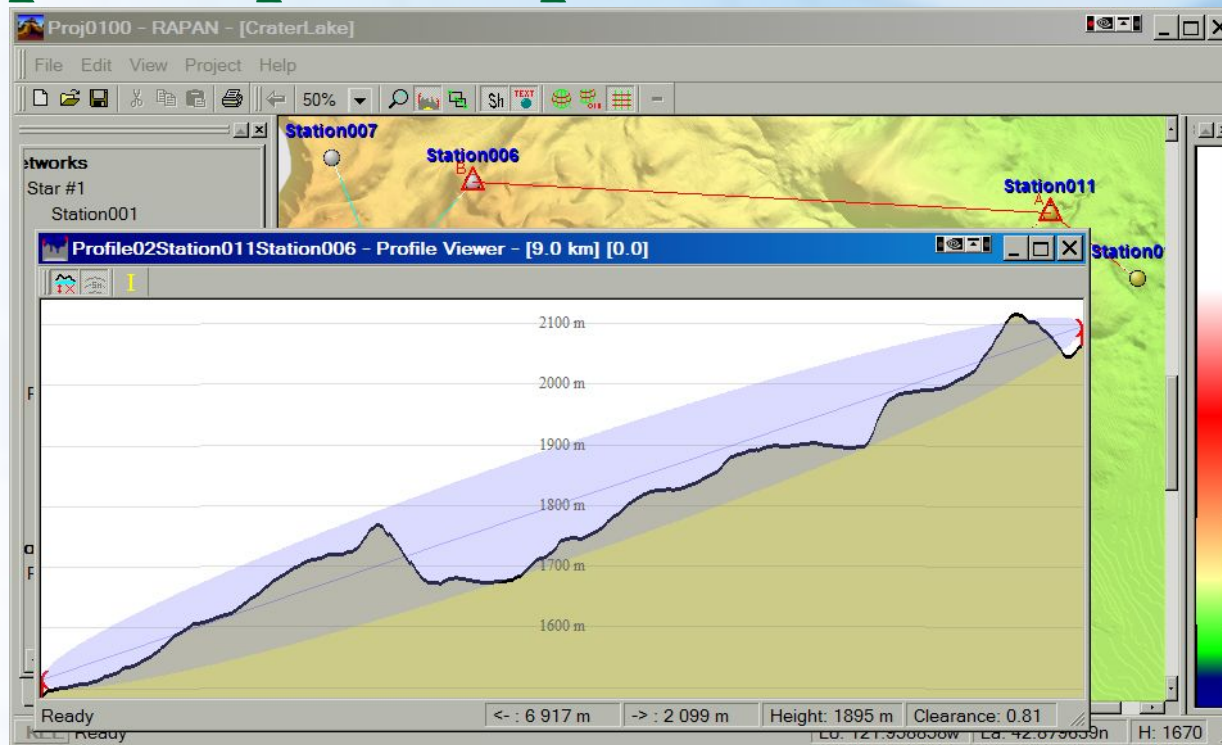 Proj0100 - RAPAN - [CraterLake]
File Edit View Project Help
50% Sh TEXT
Station007
Station006
Station011
B
A
etworks
Star #1
Station001
Profile02Station011Station006 - Profile Viewer - [9.0 km] [0.0]
Station0
2100 m
2000 m
1900 m
1800 m
1700 m
1600 m
Ready
<- : 6 917 m
-> : 2 099 m
Height: 1895 m
Clearance: 0.81
Ready
H: 1670